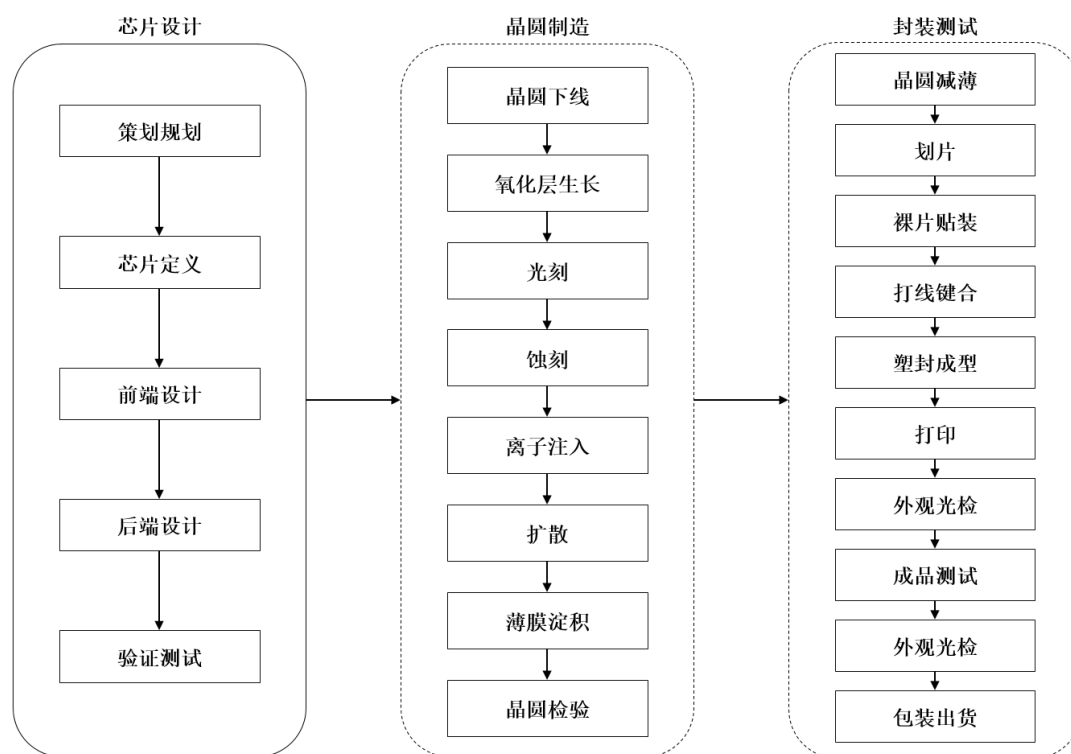 芯片设计
策划规划
芯片定义
前端设计
后端设计
验证测试
晶圆制造
晶圆下线
氧化层生长
光刻
蚀刻
离子注入
扩散
薄膜淀积
晶圆检验
封装测试
晶圆减薄
划片
裸片贴装
打线键合
塑封成型
打印
外观光检
成品测试
外观光检
包装出货